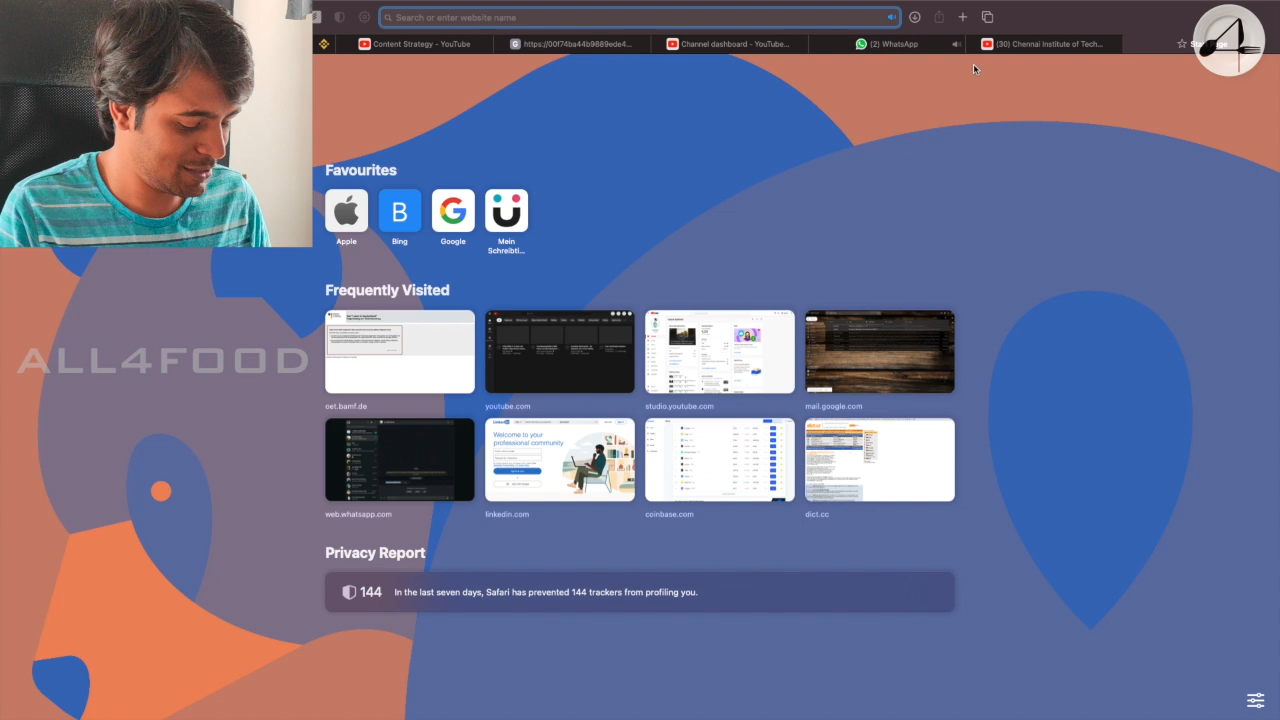 Search or enter website name
Content Strategy - YouTube
https://00f74ba44b9889ede4...
Channel dashboard - YouTube...
(2) WhatsApp
(30) Chennai Institute of Tech...
Favourites
Apple
Bing
Google
Mein
Schreibti...
Frequently Visited
LL4FOOD
oet.bamf.de
youtube.com
studio.youtube.com
mail.google.com
Welcome to your
professional community
web.whatsapp.com
linkedin.com
coinbase.com
dict.cc
Privacy Report
144
In the last seven days, Safari has prevented 144 trackers from profiling you.